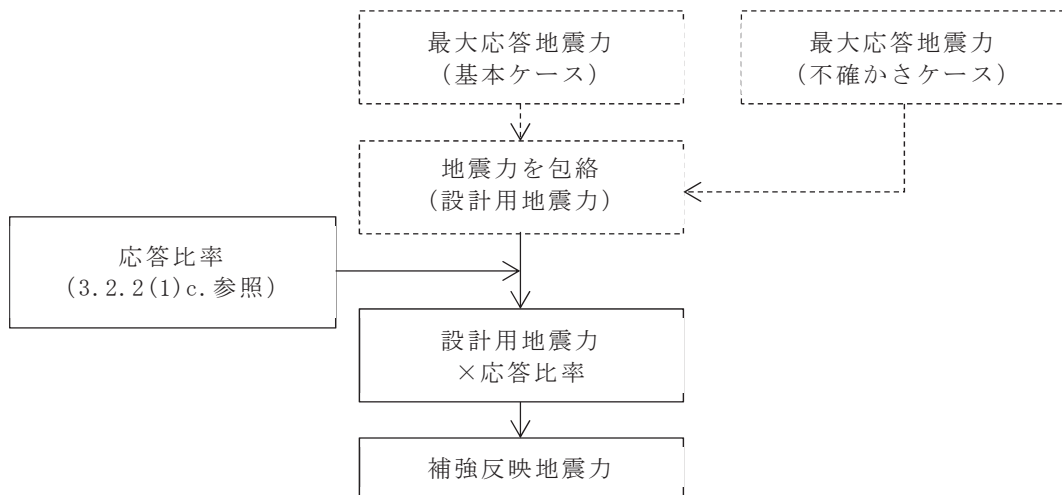 最大応答地震力
(基本ケース)
最大応答地震力
(不確かさケース)
地震力を包絡
(設計用地震力)
応答比率
(3.2.2(1)c.参照)
設計用地震力
×応答比率
補強反映地震力